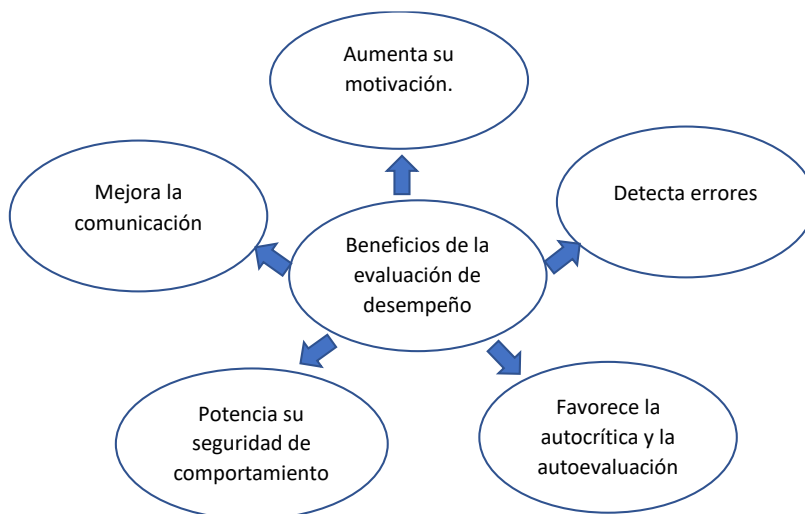 Aumenta su
motivación.
Mejora la
comunicación
Detecta errores
Beneficios de la
evaluación de
desempeño
Potencia su
seguridad de
comportamiento
Favorece la
autocrítica y la
autoevaluación